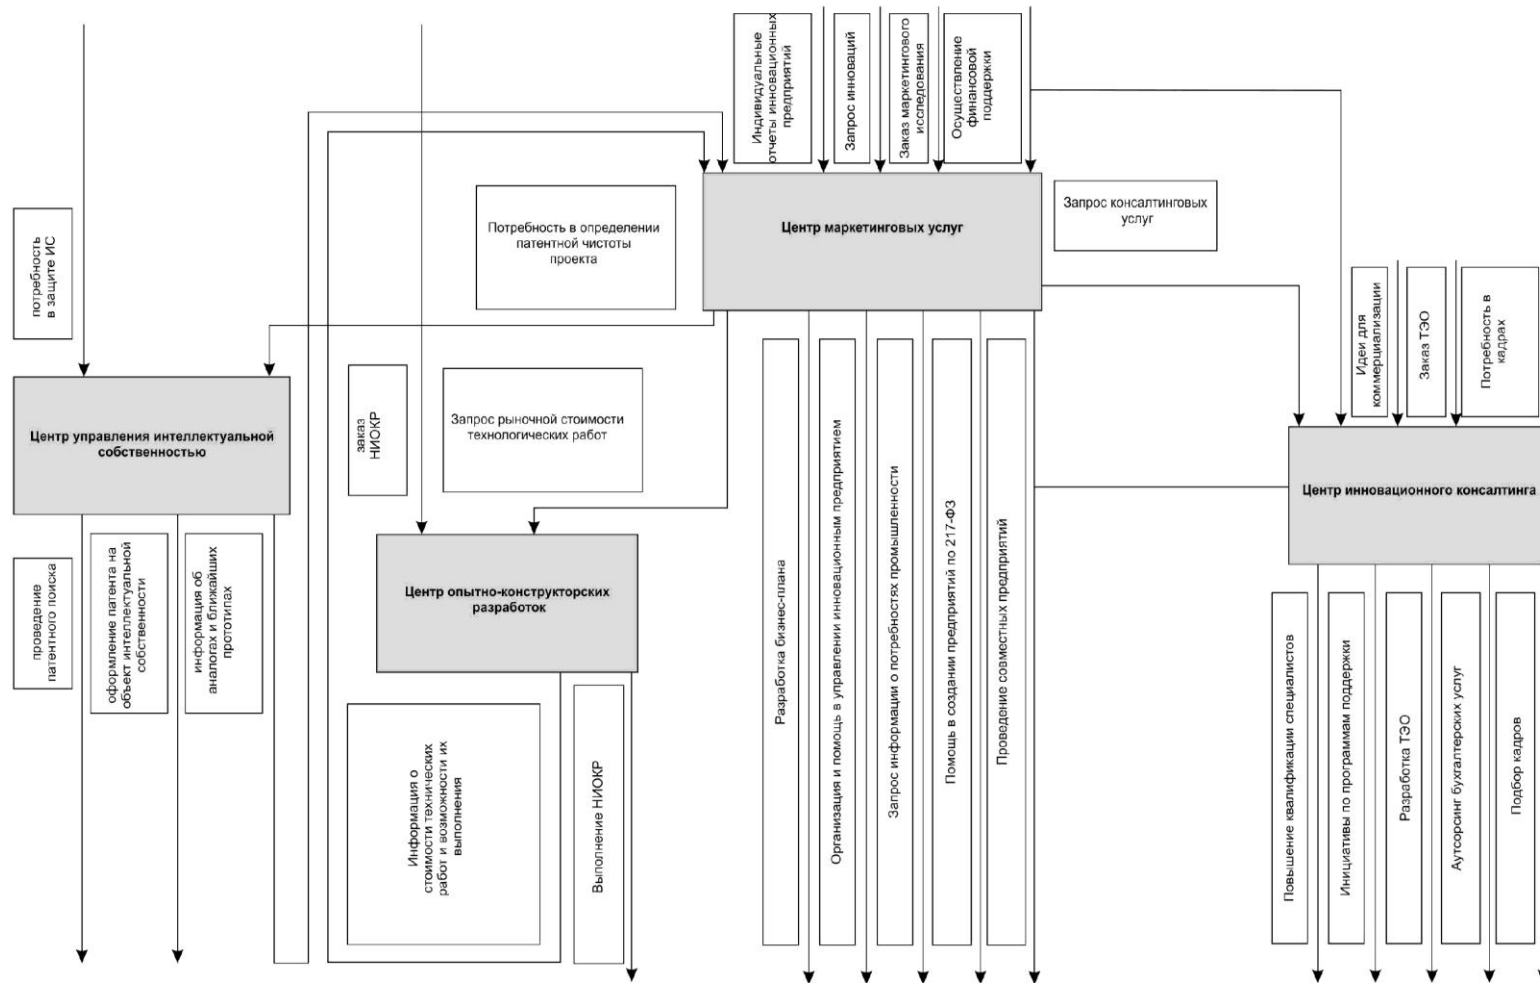 Индивидуальные
отчеты инновационных
предприятий
Запрос инноваций
Заказ маркетингового
исследования
Осуществление
финансовой
поддержки
потребность
в защите ИС
Потребность в определении
патентной чистоты
проекта
Центр маркетинговых услуг
Запрос консалтинговых
услуг
Идеи для
коммерциализации
Заказ ТЭО
Потребность в
кадрах
Центр управления интеллектуальной
собственностью
заказ
НИОКР
Запрос рыночной стоимости
технологических работ
Центр инновационного консалтинга
проведение
патентного поиска
оформление патента на
объект интеллектуальной
собственности
информация об
аналогах и ближайших
прототипах
Центр опытно-конструкторских
разработок
Информация о
стоимости технических
работ и возможности их
выполнения
Выполнение НИОКР
Разработка бизнес-плана
Организация и помощь в управлении инновационным предприятием
Запрос информации о потребностях промышленности
Помощь в создании предприятий по 217-ФЗ
Проведение совместных предприятий
Повышение квалификации специалистов
Инициативы по программам поддержки
Разработка ТЭО
Аутсорсинг бухгалтерских услуг
Подбор кадров